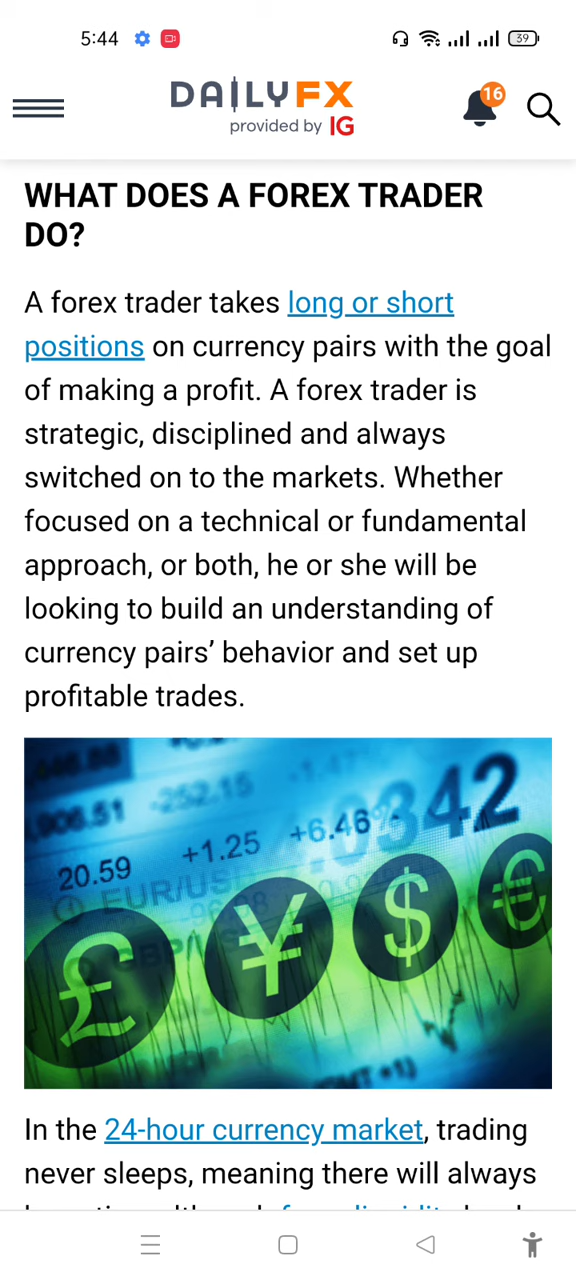 5:44
39
DAILYFX
16
provided by IG
WHAT DOES A FOREX TRADER
DO?
A forex trader takes long or short
positions on currency pairs with the goal
of making a profit. A forex trader is
strategic, disciplined and always
switched on to the markets. Whether
focused on a technical or fundamental
approach, or both, he or she will be
looking to build an understanding of
currency pairs’ behavior and set up
profitable trades.
-252.15
342
20.59 +1.25 +6.46
EUR/US
£ ¥ $ €
In the 24-hour currency market, trading
never sleeps, meaning there will always